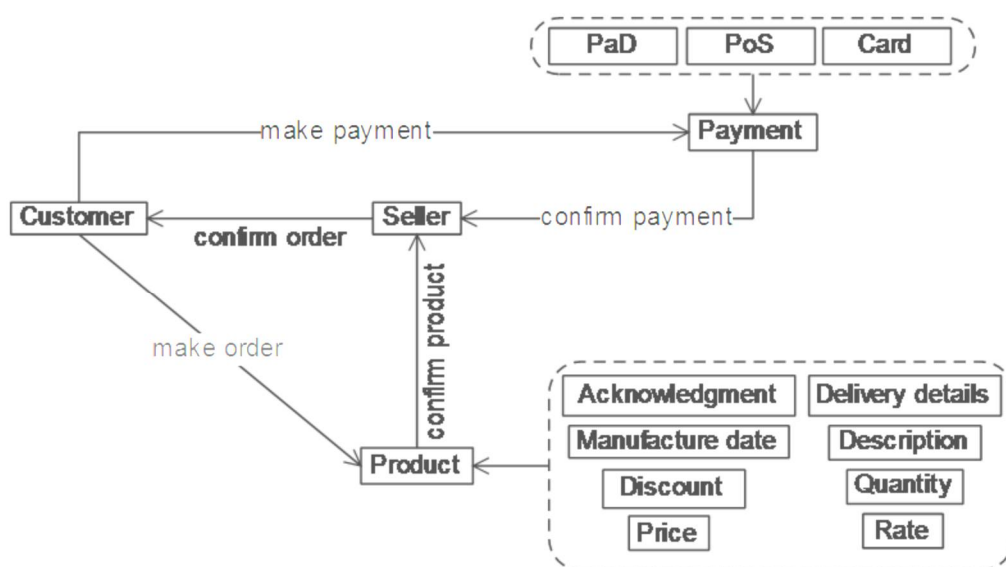 PaD PoS Card
make payment
Payment
Customer
Seller
confirm payment
confirm order
confirm product
make order
Acknowledgment Delivery details
Manufacture date Description
Product
Discount Quantity
Price Rate